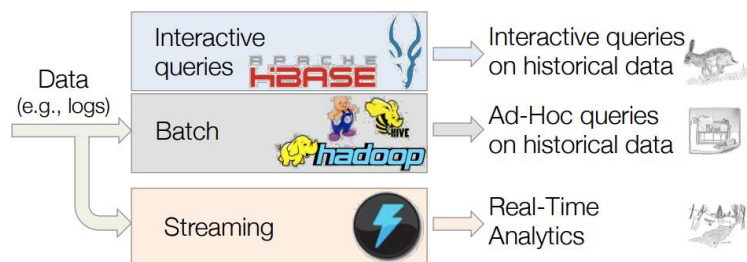 Data
(e.g., logs)
Interactive
queries
APACHE
HBASE
Interactive queries
on historical data
Batch
HIVE
hadoop
Ad-Hoc queries
on historical data
Streaming
Real-Time
Analytics